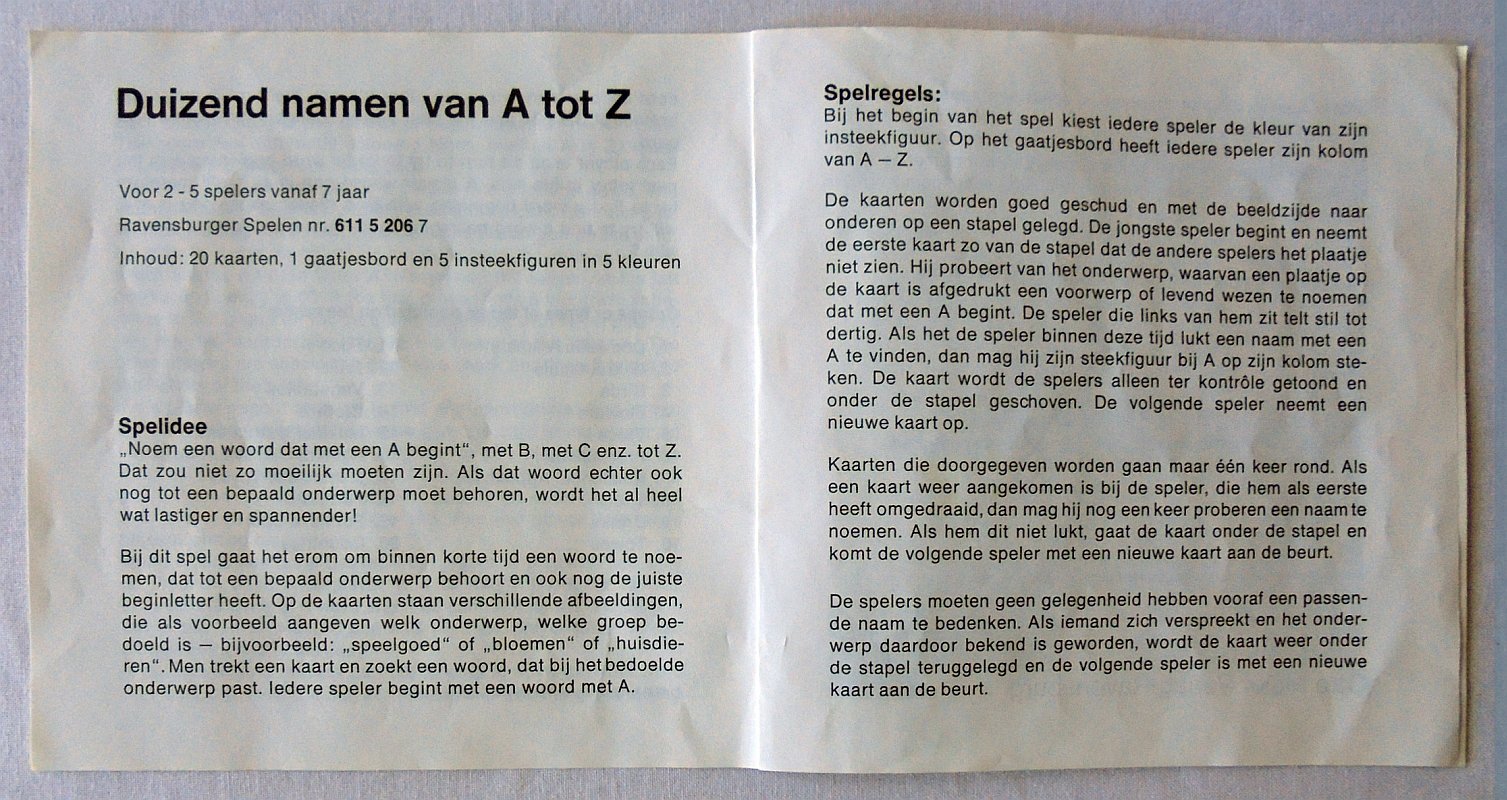 Duizend namen van A tot Z
Voor 2 - 5 spelers vanaf 7 jaar
Ravensburger Spelen nr. 611 5 206 7
Inhoud: 20 kaarten, 1 gaatjesbord en 5 insteekfiguren in 5 kleuren
Spelidee
„Noem een woord dat met een A begint“, met B, met C enz. tot Z.
Dat zou niet zo moeilijk moeten zijn. Als dat woord echter ook
nog tot een bepaald onderwerp moet behoren, wordt het al heel
wat lastiger en spannender!
Bij dit spel gaat het erom om binnen korte tijd een woord te noe-
men, dat tot een bepaald onderwerp behoort en ook nog de juiste
beginletter heeft. Op de kaarten staan verschillende afbeeldingen,
die als voorbeeld aangeven welk onderwerp, welke groep be-
doeld is – bijvoorbeeld: „speelgoed“ of „bloemen“ of „huisdie-
ren“. Men trekt een kaart en zoekt een woord, dat bij het bedoelde
onderwerp past. Iedere speler begint met een woord met A.
Spelregels:
Bij het begin van het spel kiest iedere speler de kleur van zijn
insteekfiguur. Op het gaatjesbord heeft iedere speler zijn kolom
van A – Z.
De kaarten worden goed geschud en met de beeldzijde naar
onderen op een stapel gelegd. De jongste speler begint en neemt
de eerste kaart zo van de stapel dat de andere spelers het plaatje
niet zien. Hij probeert van het onderwerp, waarvan een plaatje op
de kaart is afgedrukt een voorwerp of levend wezen te noemen
dat met een A begint. De speler die links van hem zit telt stil tot
dertig. Als het de speler binnen deze tijd lukt een naam met een
A te vinden, dan mag hij zijn steekfiguur bij A op zijn kolom ste-
ken. De kaart wordt de spelers alleen ter kontrôle getoond en
onder de stapel geschoven. De volgende speler neemt een
nieuwe kaart op.
Kaarten die doorgegeven worden gaan maar één keer rond. Als
een kaart weer aangekomen is bij de speler, die hem als eerste
heeft omgedraaid, dan mag hij nog een keer proberen een naam te
noemen. Als hem dit niet lukt, gaat de kaart onder de stapel en
komt de volgende speler met een nieuwe kaart aan de beurt.
De spelers moeten geen gelegenheid hebben vooraf een passen-
de naam te bedenken. Als iemand zich verspreekt en het onder-
werp daardoor bekend is geworden, wordt de kaart weer onder
de stapel teruggelegd en de volgende speler is met een nieuwe
kaart aan de beurt.